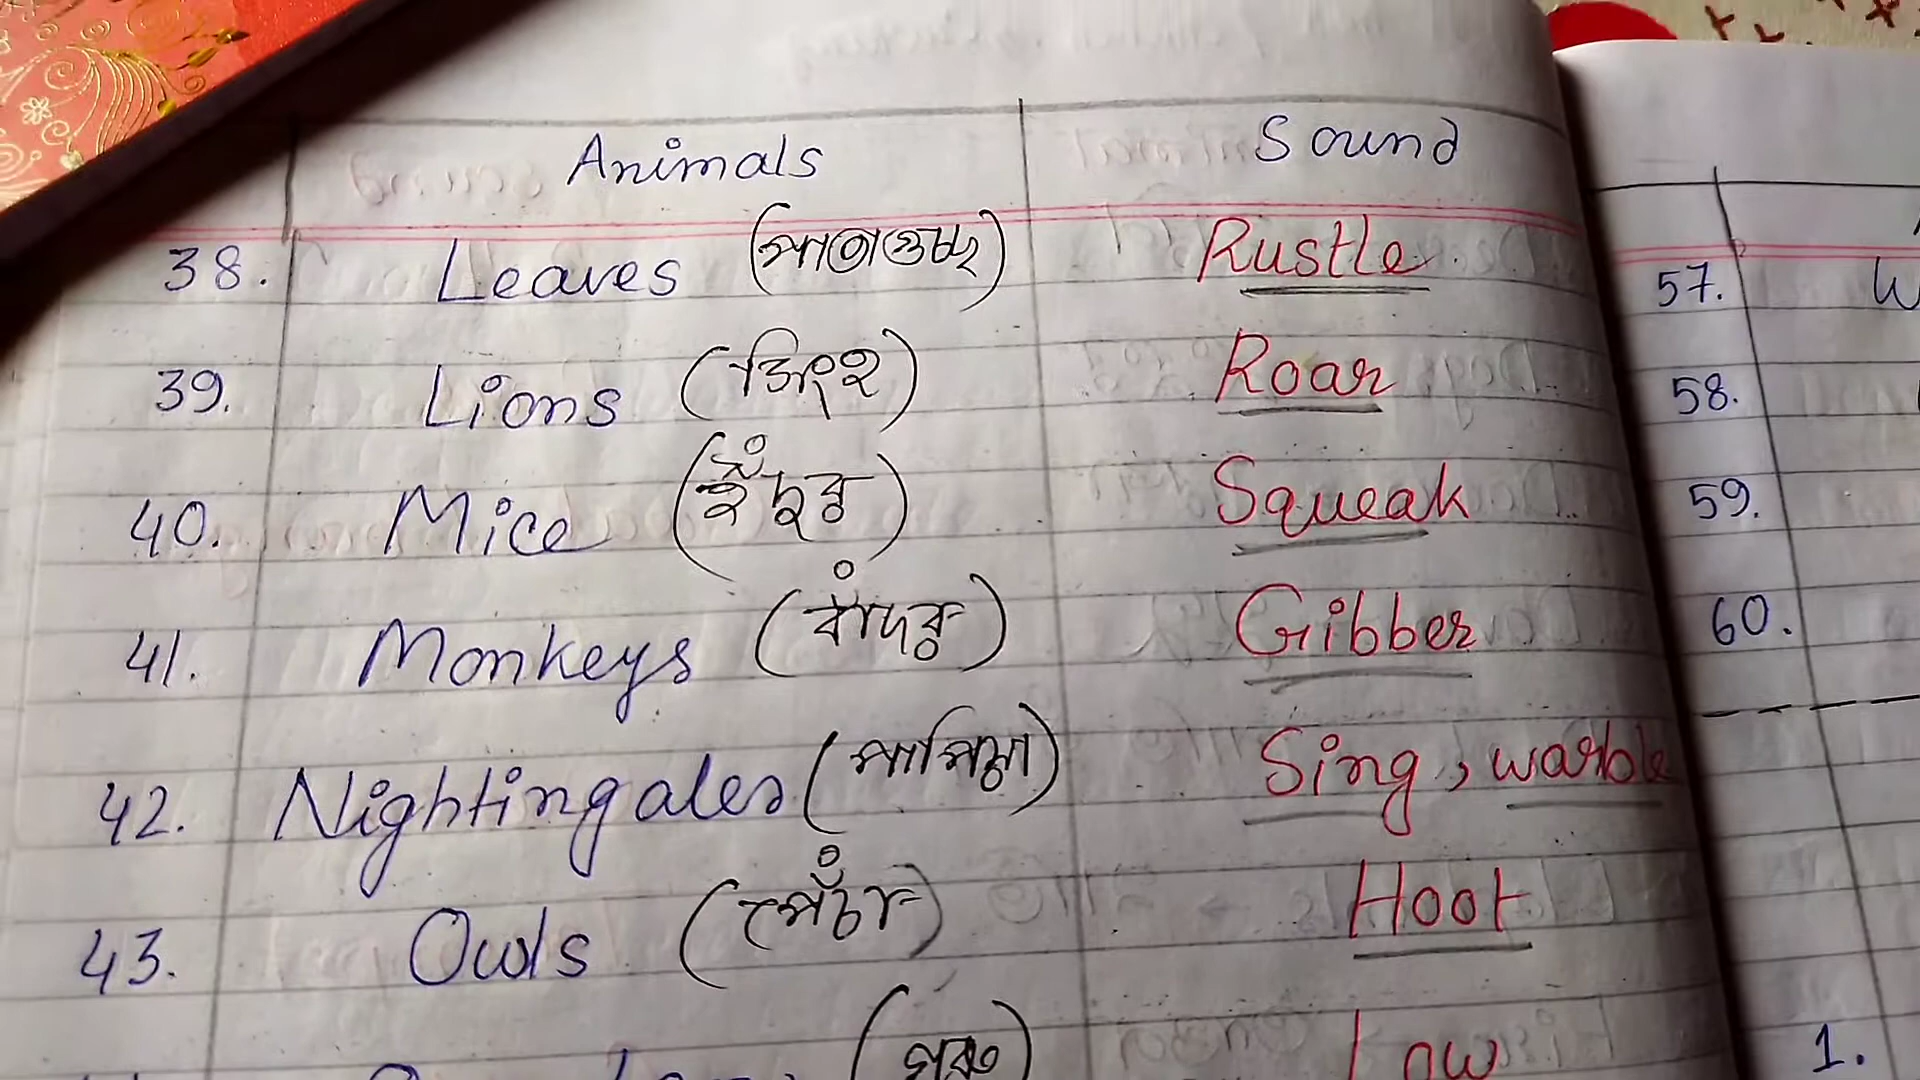 Animals Sound
38. Leaves (পাতাগুচ্ছ) Rustle
39. Lions (সিংহ) Roar
40. Mice (ইঁদুর) Squeak
41. Monkeys (বাঁদর) Gibber
42. Nightingales (পাপিয়া) Sing, warble
43. Owls (পেঁচা) Hoot
Low
57.
58.
59.
60.
1.